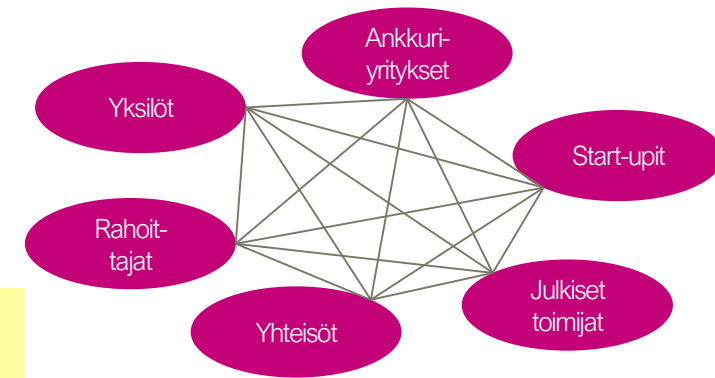 Ankkuri-
yritykset
Yksilöt
Start-upit
Rahoit-
tajat
Julkiset
toimijat
Yhteisöt